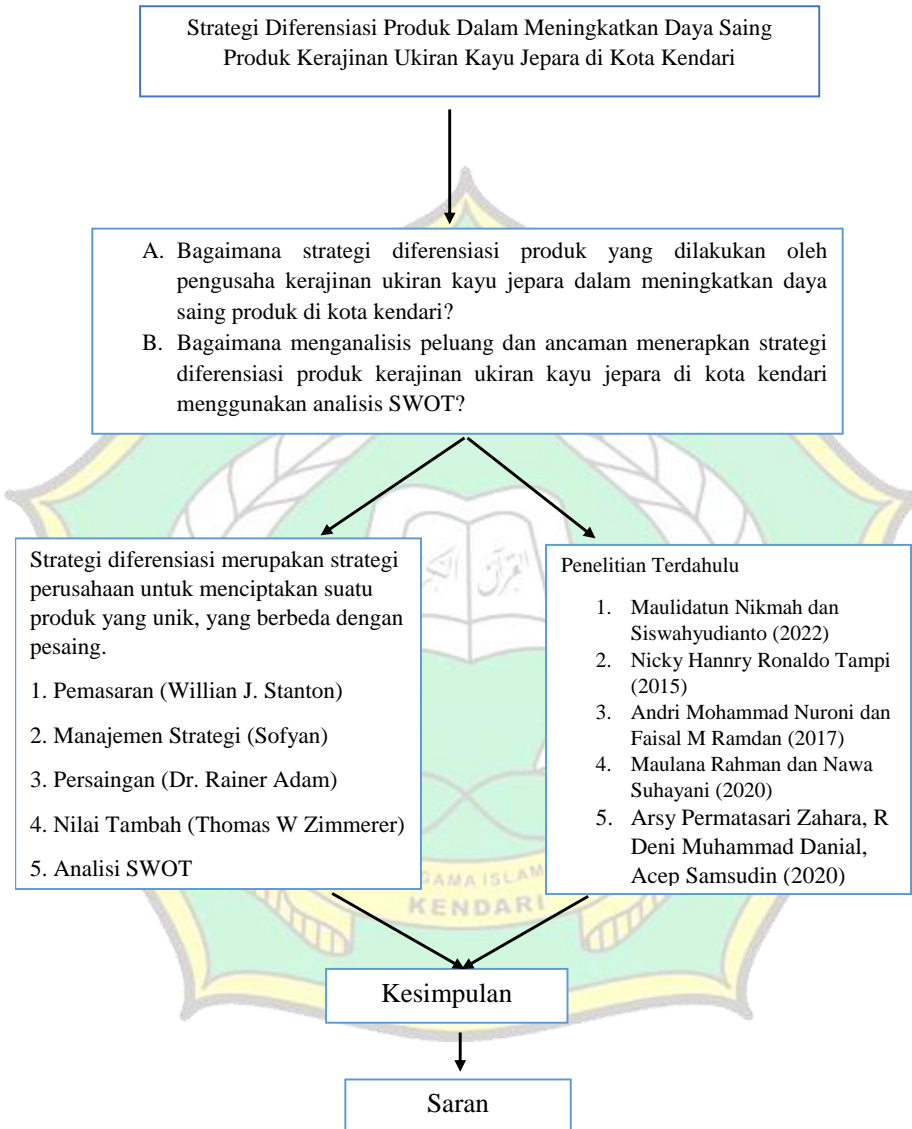 Strategi Diferensiasi Produk Dalam Meningkatkan Daya Saing
Produk Kerajinan Ukiran Kayu Jepara di Kota Kendari
A. Bagaimana strategi diferensiasi produk yang dilakukan oleh
pengusaha kerajinan ukiran kayu jepara dalam meningkatkan daya
saing produk di kota kendari?
B. Bagaimana menganalisis peluang dan ancaman menerapkan strategi
diferensiasi produk kerajinan ukiran kayu jepara di kota kendari
menggunakan analisis SWOT?
Strategi diferensiasi merupakan strategi
perusahaan untuk menciptakan suatu
produk yang unik, yang berbeda dengan
pesaing.
1. Pemasaran (Willian J. Stanton)
2. Manajemen Strategi (Sofyan)
3. Persaingan (Dr. Rainer Adam)
4. Nilai Tambah (Thomas W Zimmerer)
5. Analisi SWOT
Penelitian Terdahulu
1. Maulidatun Nikmah dan
Siswahyudianto (2022)
2. Nicky Hannry Ronaldo Tampi
(2015)
3. Andri Mohammad Nuroni dan
Faisal M Ramdan (2017)
4. Maulana Rahman dan Nawa
Suhayani (2020)
5. Arsy Permatasari Zahara, R
Deni Muhammad Danial,
Acep Samsudin (2020)
GAMA ISLAM
KENDARI
Kesimpulan
Saran